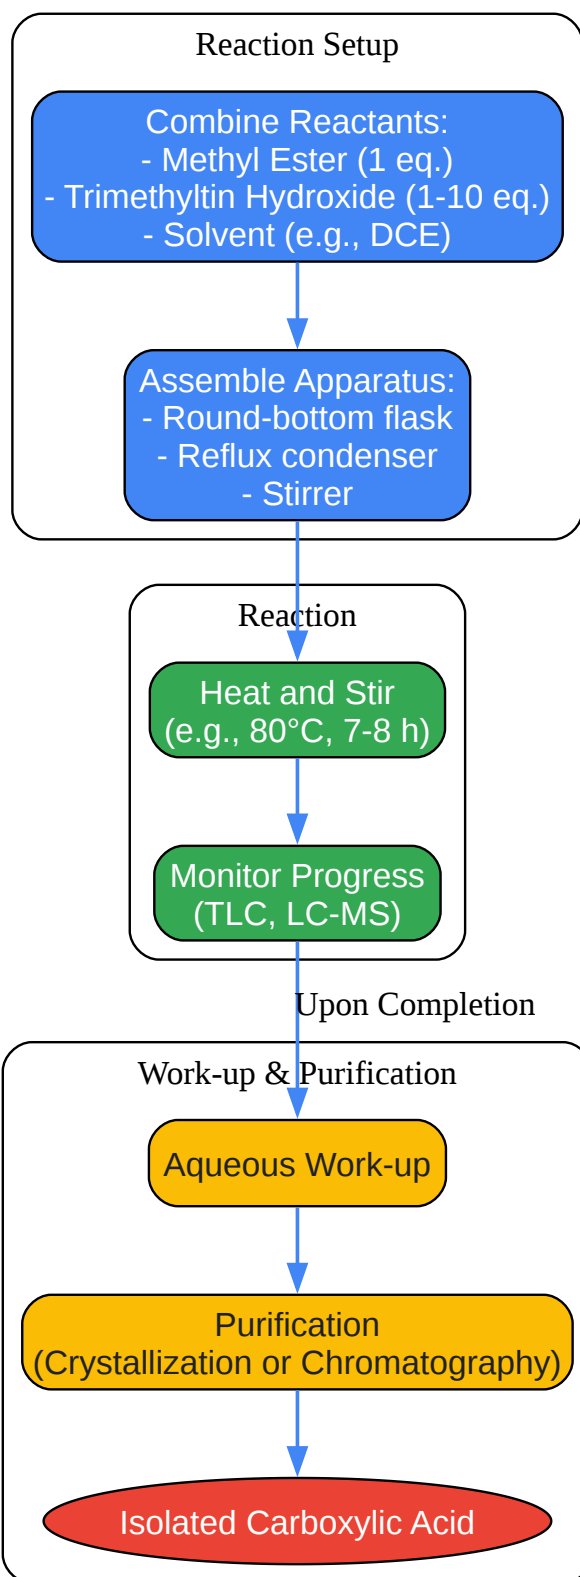 Reaction Setup
Combine Reactants:
- Methyl Ester (1 eq.)
- Trimethyltin Hydroxide (1-10 eq.)
- Solvent (e.g., DCE)
Assemble Apparatus:
- Round-bottom flask
- Reflux condenser
- Stirrer
Reaction
Heat and Stir
(e.g., 80°C, 7-8 h)
Monitor Progress
(TLC, LC-MS)
Upon Completion
Work-up & Purification
Aqueous Work-up
Purification
(Crystallization or Chromatography)
Isolated Carboxylic Acid